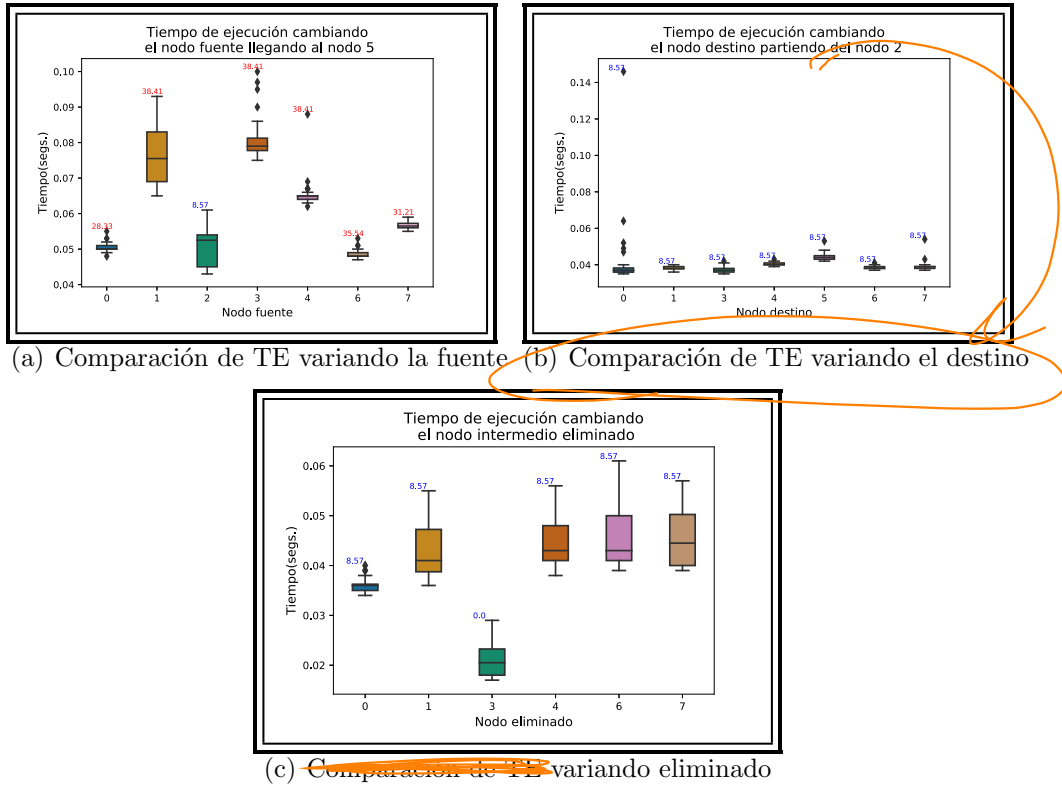 Tiempo de ejecución cambiando
el nodo fuente llegando al nodo 5
38.41
38.41
38.41
8.57
28.33
35.54
31.21
0.10
0.09
0.08
0.07
0.06
0.05
0.04
Tiempo(segs.)
0 1 2 3 4 6 7
Nodo fuente
(a) Comparación de TE variando la fuente
Tiempo de ejecución cambiando
el nodo destino partiendo del nodo 2
8.57
8.57
8.57
8.57
8.57
8.57
8.57
0.14
0.12
0.10
0.08
0.06
0.04
Tiempo(segs.)
0 1 3 4 5 6 7
Nodo destino
(b) Comparación de TE variando el destino
Tiempo de ejecución cambiando
el nodo intermedio eliminado
8.57
8.57
0.0
8.57
8.57
8.57
0.06
0.05
0.04
0.03
0.02
Tiempo(segs.)
0 1 3 4 6 7
Nodo eliminado
(c) Comparación de TE variando eliminado